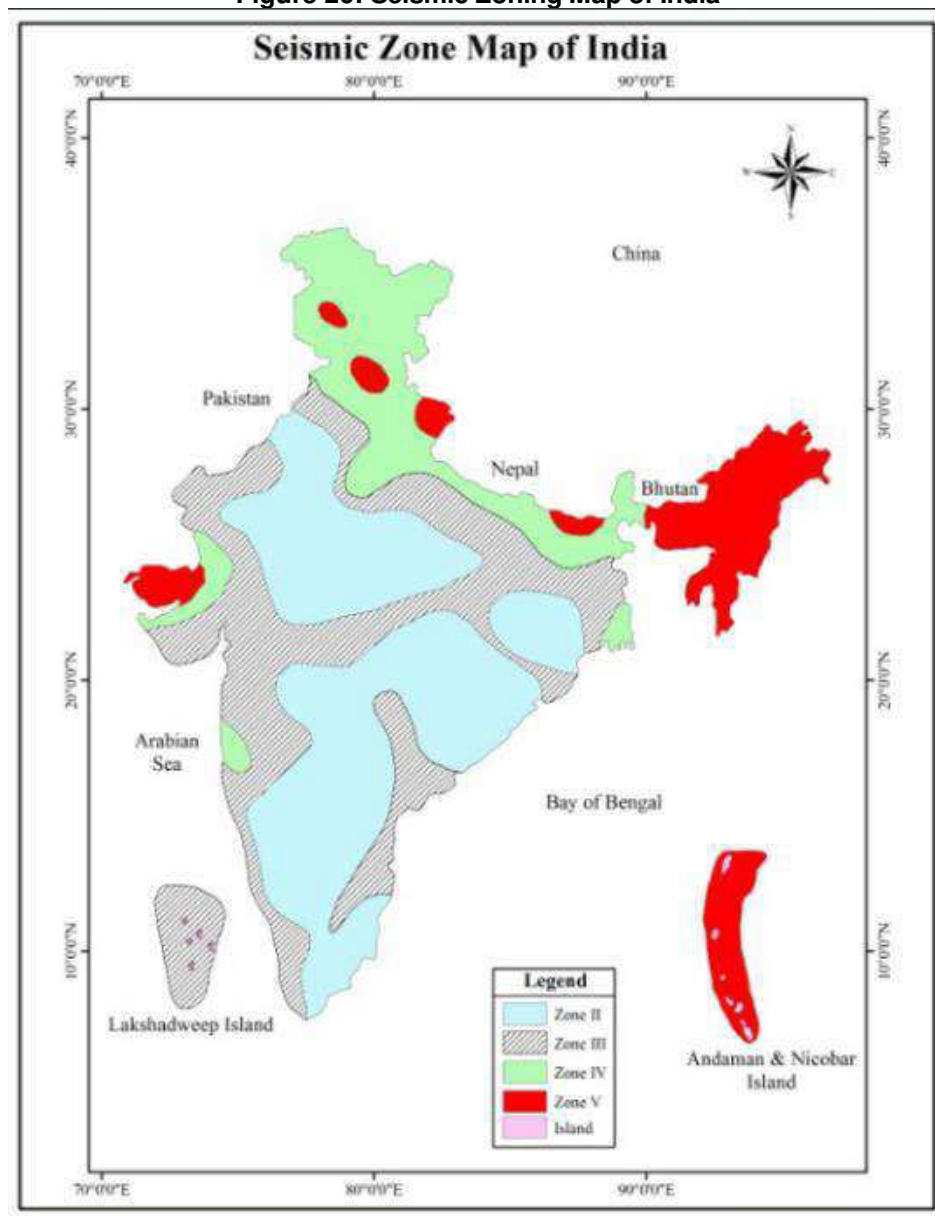 Figure 20: Seismic Zoning Map of India
Seismic Zone Map of India
70°0'0"E 80°0'0"E 90°0'0"E
40°0'0"N 40°0'0"N
N
W E
S
China
Pakistan
30°0'0"N 30°0'0"N
Nepal
Bhutan
20°0'0"N 20°0'0"N
Arabian
Sea
Bay of Bengal
10°0'0"N 10°0'0"N
Lakshadweep Island
Andaman & Nicobar
Island
Legend
Zone II
Zone III
Zone IV
Zone V
Island
70°0'0"E 80°0'0"E 90°0'0"E